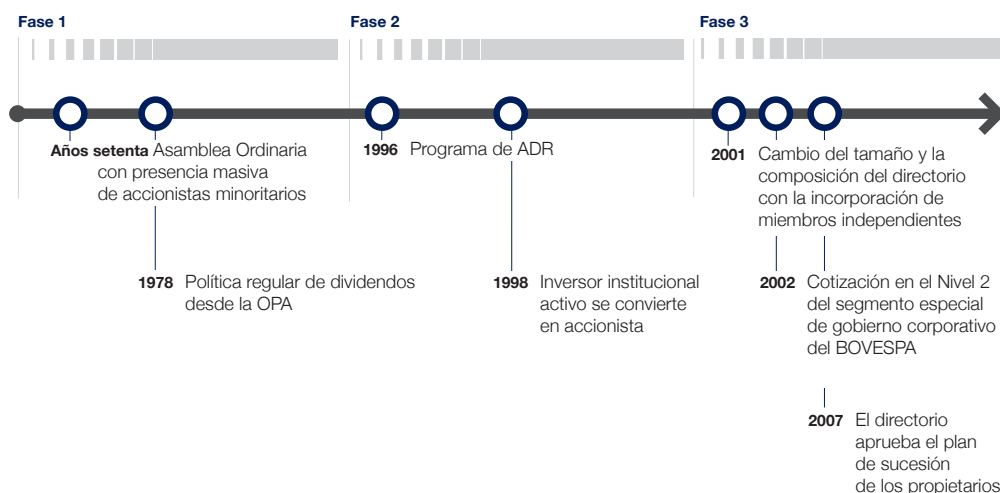 Fase 1
Fase 2
Fase 3
Años setenta Asamblea Ordinaria
con presencia masiva
de accionistas minoritarios
1978 Política regular de dividendos
desde la OPA
1996 Programa de ADR
1998 Inversor institucional
activo se convierte
en accionista
2001 Cambio del tamaño y la
composición del directorio
con la incorporación de
miembros independientes
2002 Cotización en el Nivel 2
del segmento especial
de gobierno corporativo
del BOVESPA
2007 El directorio
aprueba el plan
de sucesión
de los propietarios